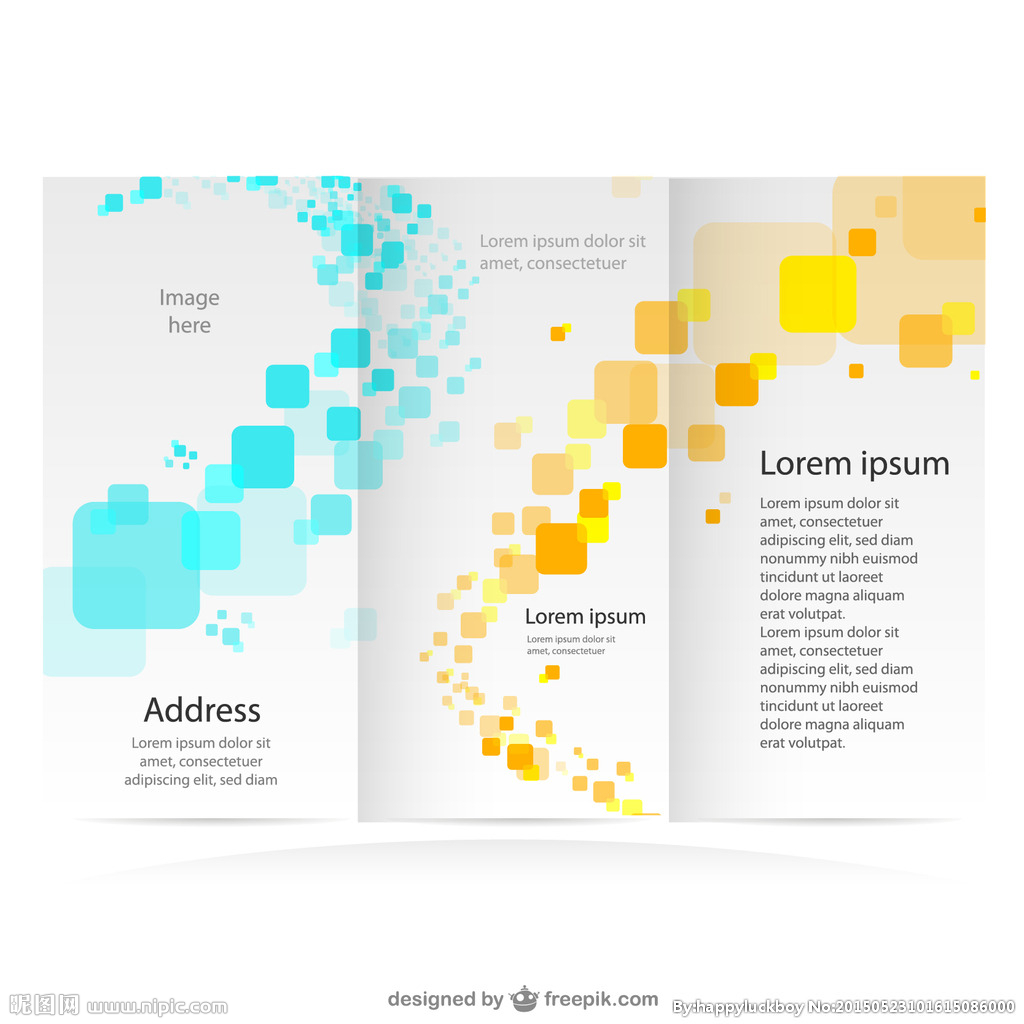 Image
here
Address
Lorem ipsum dolor sit
amet, consectetuer
adipiscing elit, sed diam
Lorem ipsum dolor sit
amet, consectetuer
Lorem ipsum
Lorem ipsum dolor sit
amet, consectetuer
Lorem ipsum
Lorem ipsum dolor sit
amet, consectetuer
adipiscing elit, sed diam
nonummy nibh euismod
tincidunt ut laoreet
dolore magna aliquam
erat volutpat.
Lorem ipsum dolor sit
amet, consectetuer
adipiscing elit, sed diam
nonummy nibh euismod
tincidunt ut laoreet
dolore magna aliquam
erat volutpat.
昵图网 www.nipic.com
designed by freepik.com
By:happyluckboy No:20150523101615086000